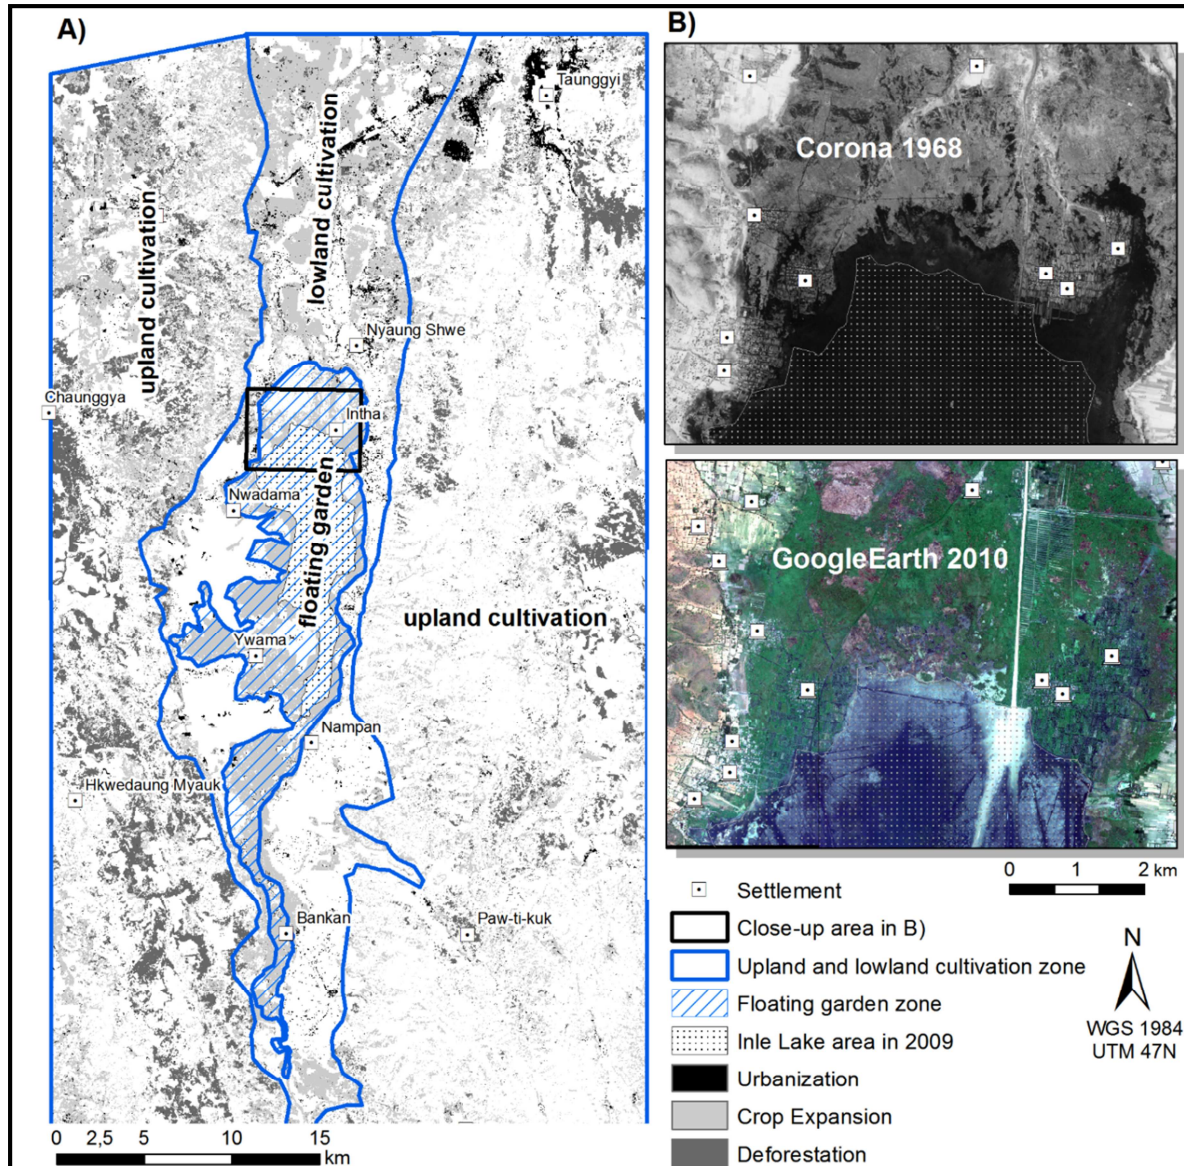 A)
B)
Taunggyi
lowland cultivation
upland cultivation
Nyaung Shwe
Chaunggya
Intha
Nwadama
floating garden
Ywama
upland cultivation
Nampan
Hkwedaung Myauk
Bankan
Paw-ti-kuk
0 2,5 5 10 15
km
Corona 1968
GoogleEarth 2010
0 1 2 km
Settlement
Close-up area in B)
Upland and lowland cultivation zone
Floating garden zone
Inle Lake area in 2009
Urbanization
Crop Expansion
Deforestation
N
WGS 1984
UTM 47N